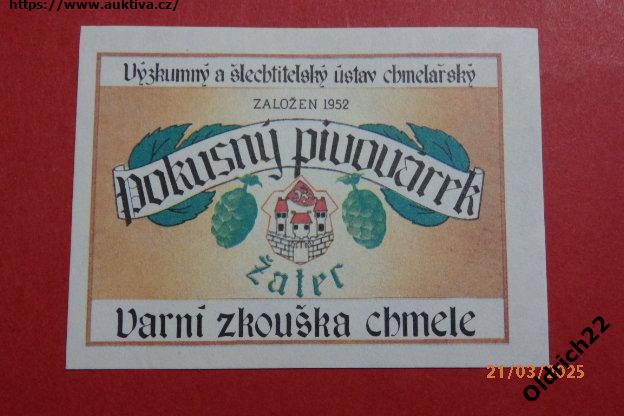 https://www.auktiva.cz/
Výzkumný a šlechtitelský ústav chmelařský
ZALOŽEN 1952
pokusný pivovárek
žatec
Varní zkouška chmele
21/03/2025
Oldrich22